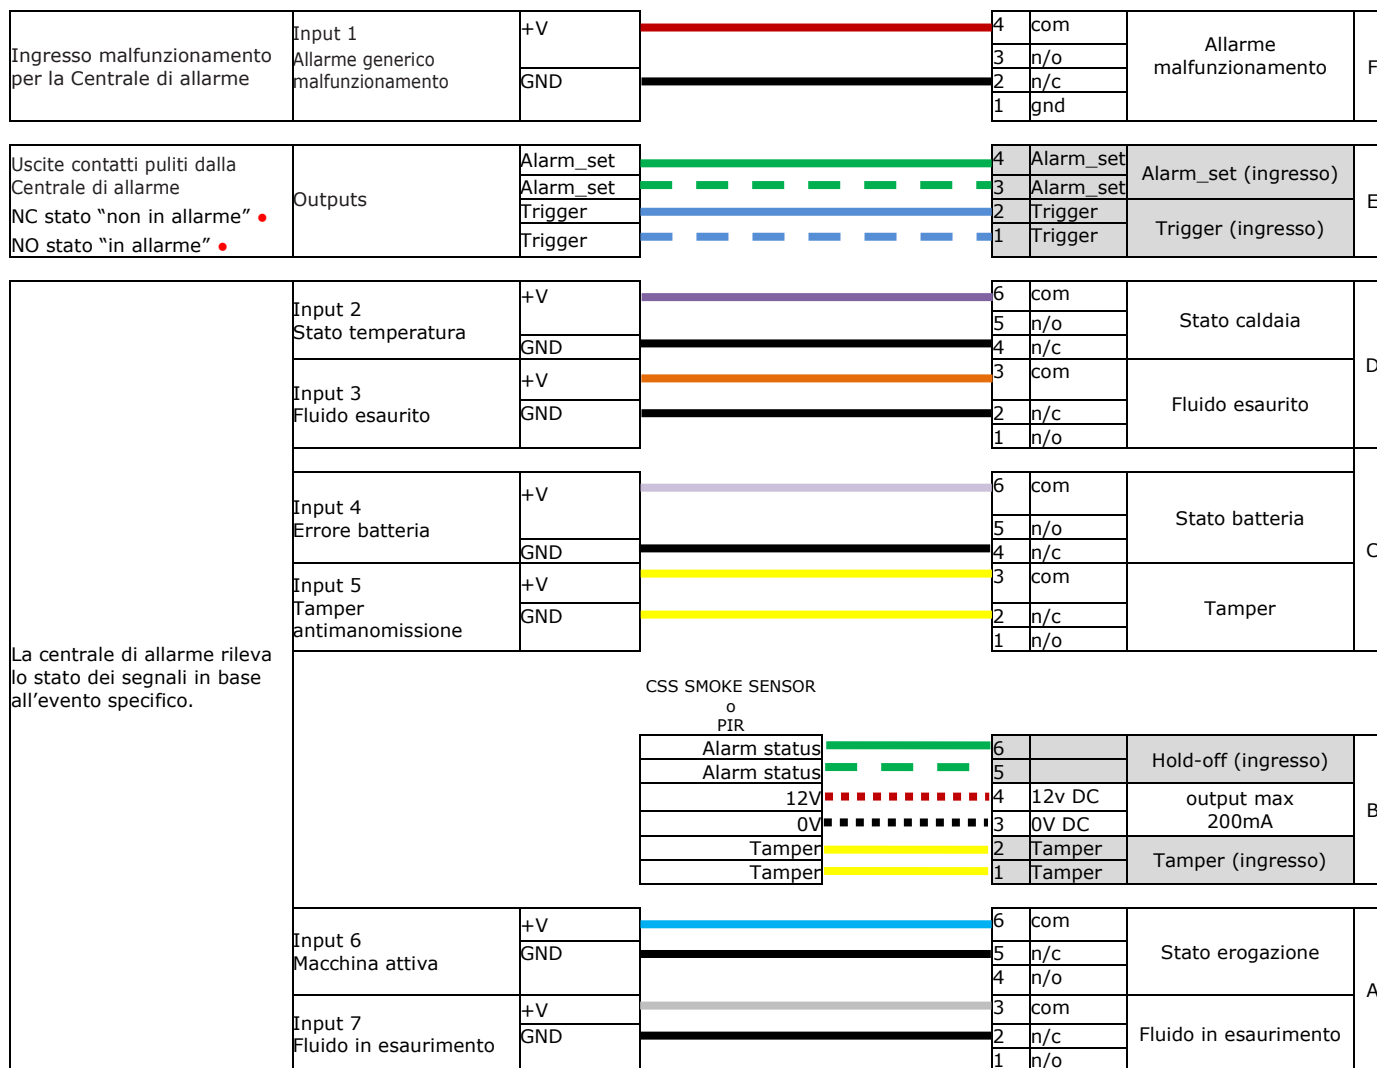 Ingresso malfunzionamento
per la Centrale di allarme
Input 1
Allarme generico
malfunzionamento
+V
GND
4 com
3 n/o
2 n/c
1 gnd
Allarme
malfunzionamento
F
Uscite contatti puliti dalla
Centrale di allarme
NC stato “non in allarme” ●
NO stato “in allarme” ●
Outputs
Alarm_set
Alarm_set
Trigger
Trigger
4 Alarm_set
3 Alarm_set
2 Trigger
1 Trigger
Alarm_set (ingresso)
Trigger (ingresso)
E
La centrale di allarme rileva
lo stato dei segnali in base
all’evento specifico.
Input 2
Stato temperatura
+V
GND
6 com
5 n/o
4 n/c
Stato caldaia
D
Input 3
Fluido esaurito
+V
GND
3 com
2 n/c
1 n/o
Fluido esaurito
Input 4
Errore batteria
+V
GND
6 com
5 n/o
4 n/c
Stato batteria
C
Input 5
Tamper
antimanomissione
+V
GND
3 com
2 n/c
1 n/o
Tamper
CSS SMOKE SENSOR
o
PIR
Alarm status
Alarm status
12V
0V
Tamper
Tamper
6
5
4 12v DC
3 0V DC
2 Tamper
1 Tamper
Hold-off (ingresso)
output max
200mA
Tamper (ingresso)
B
Input 6
Macchina attiva
+V
GND
6 com
5 n/c
4 n/o
Stato erogazione
A
Input 7
Fluido in esaurimento
+V
GND
3 com
2 n/c
1 n/o
Fluido in esaurimento